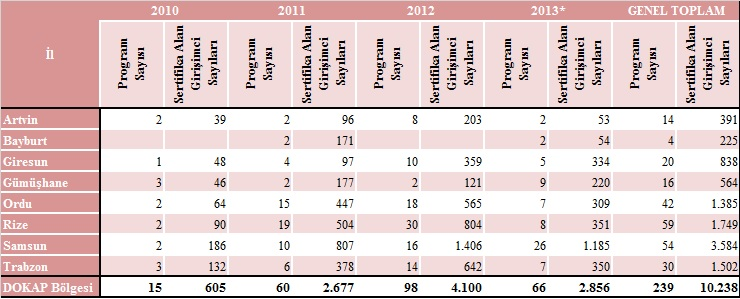 İli 2010 2011 2012 2013* GENEL TOPLAM
Program Sayısı Sertifika Alan Girişimci Sayıları Program Sayısı Sertifika Alan Girişimci Sayıları Program Sayısı Sertifika Alan Girişimci Sayıları Program Sayısı Sertifika Alan Girişimci Sayıları Program Sayısı Sertifika Alan Girişimci Sayıları
Artvin 2 39 2 96 8 203 2 53 14 391
Bayburt 2 171 2 54 4 225
Giresun 1 48 4 97 10 359 5 334 20 838
Gümüşhane 3 46 2 177 2 121 9 220 16 564
Ordu 2 64 15 447 18 565 7 309 42 1.385
Rize 2 90 19 504 30 804 8 351 59 1.749
Samsun 2 186 10 807 16 1.406 26 1.185 54 3.584
Trabzon 3 132 6 378 14 642 7 350 30 1.502
DOKAP Bölgesi 15 605 60 2.677 98 4.100 66 2.856 239 10.238